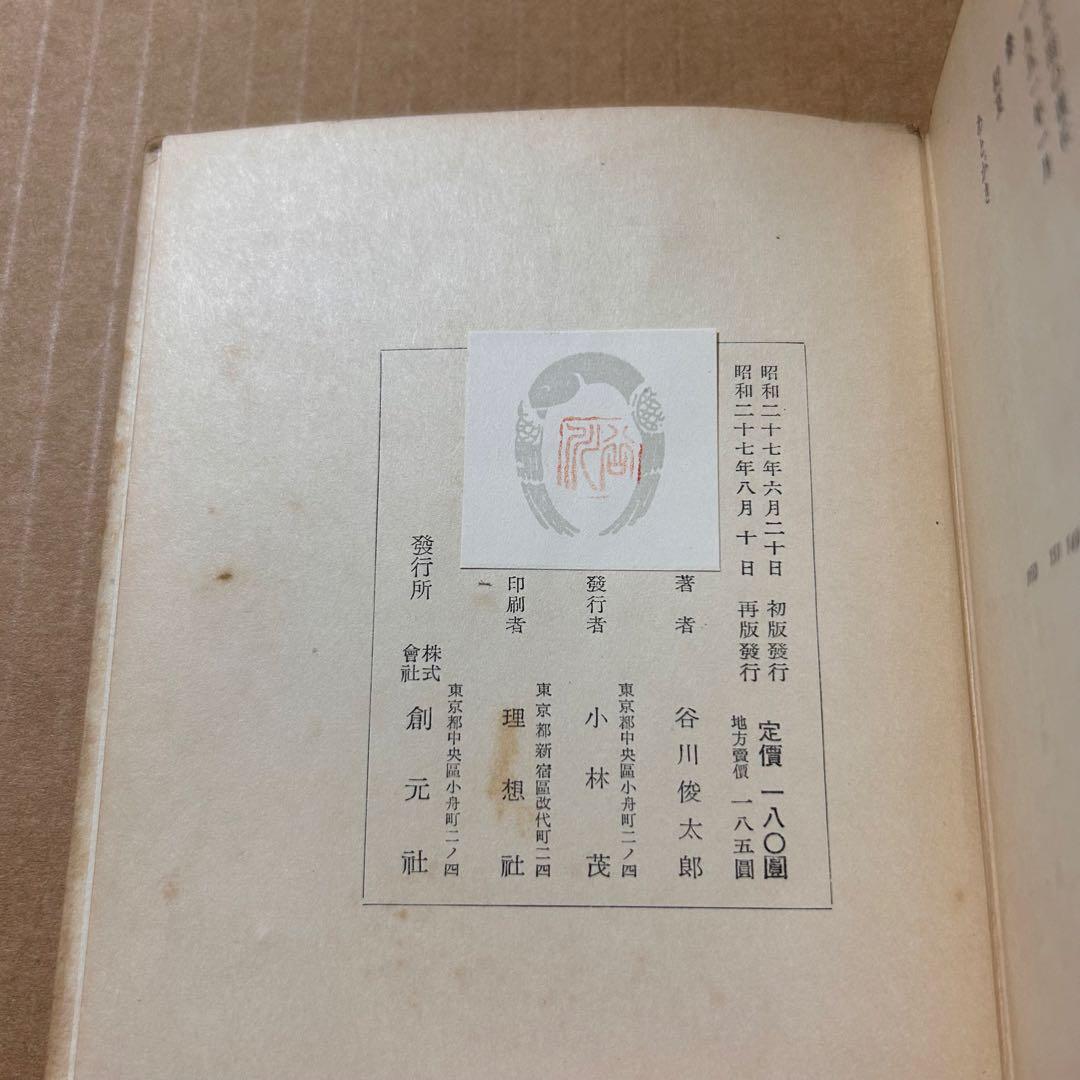 昭和二十七年六月二十日　初版發行
昭和二十七年八月十日　再版發行
定價　一八〇圓
地方賣價　一八五圓
著者　谷川俊太郎
東京都中央區小舟町二ノ四
發行者　小林茂
東京都新宿區改代町二四
印刷者　理想社
東京都中央區小舟町二ノ四
發行所　株式會社　創元社
谷川